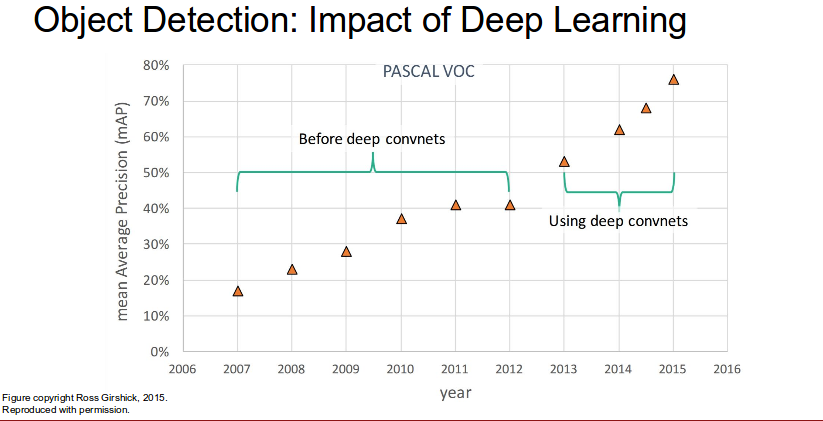 Object Detection: Impact of Deep Learning
PASCAL VOC
80%
70%
60%
50%
40%
30%
20%
10%
0%
mean Average Precision (mAP)
Before deep convnets
Using deep convnets
2006 2007 2008 2009 2010 2011 2012 2013 2014 2015 2016
year
Figure copyright Ross Girshick, 2015.
Reproduced with permission.